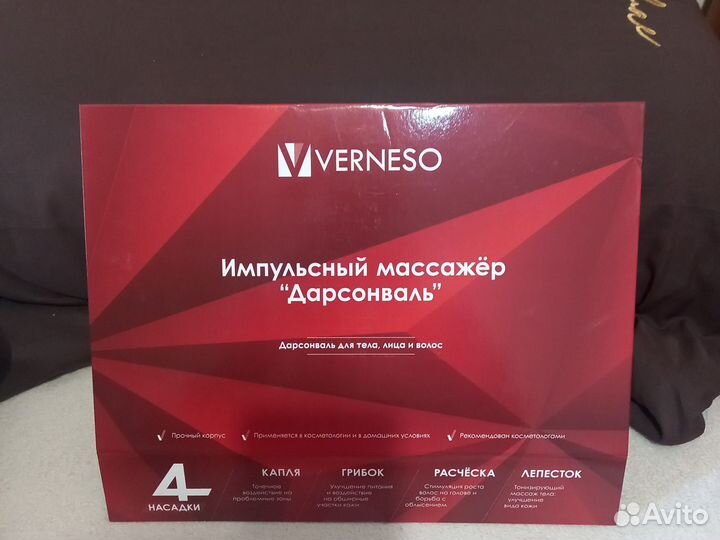 VERNESO
Импульсный массажёр
“Дарсонваль”
Дарсонваль для тела, лица и волос
Прочный корпус
Применяется в косметологии и в домашних условиях
Рекомендован косметологами
4
НАСАДКИ
КАПЛЯ
Точечное
воздействие на
проблемные зоны
ГРИБОК
Улучшение питания
и воздействие
на обширные
участки кожи
РАСЧЁСКА
Стимуляция роста
волос на голове и
борьба с
облысением
ЛЕПЕСТОК
Тонизирующий
массаж тела:
улучшение
вида кожи
Avito